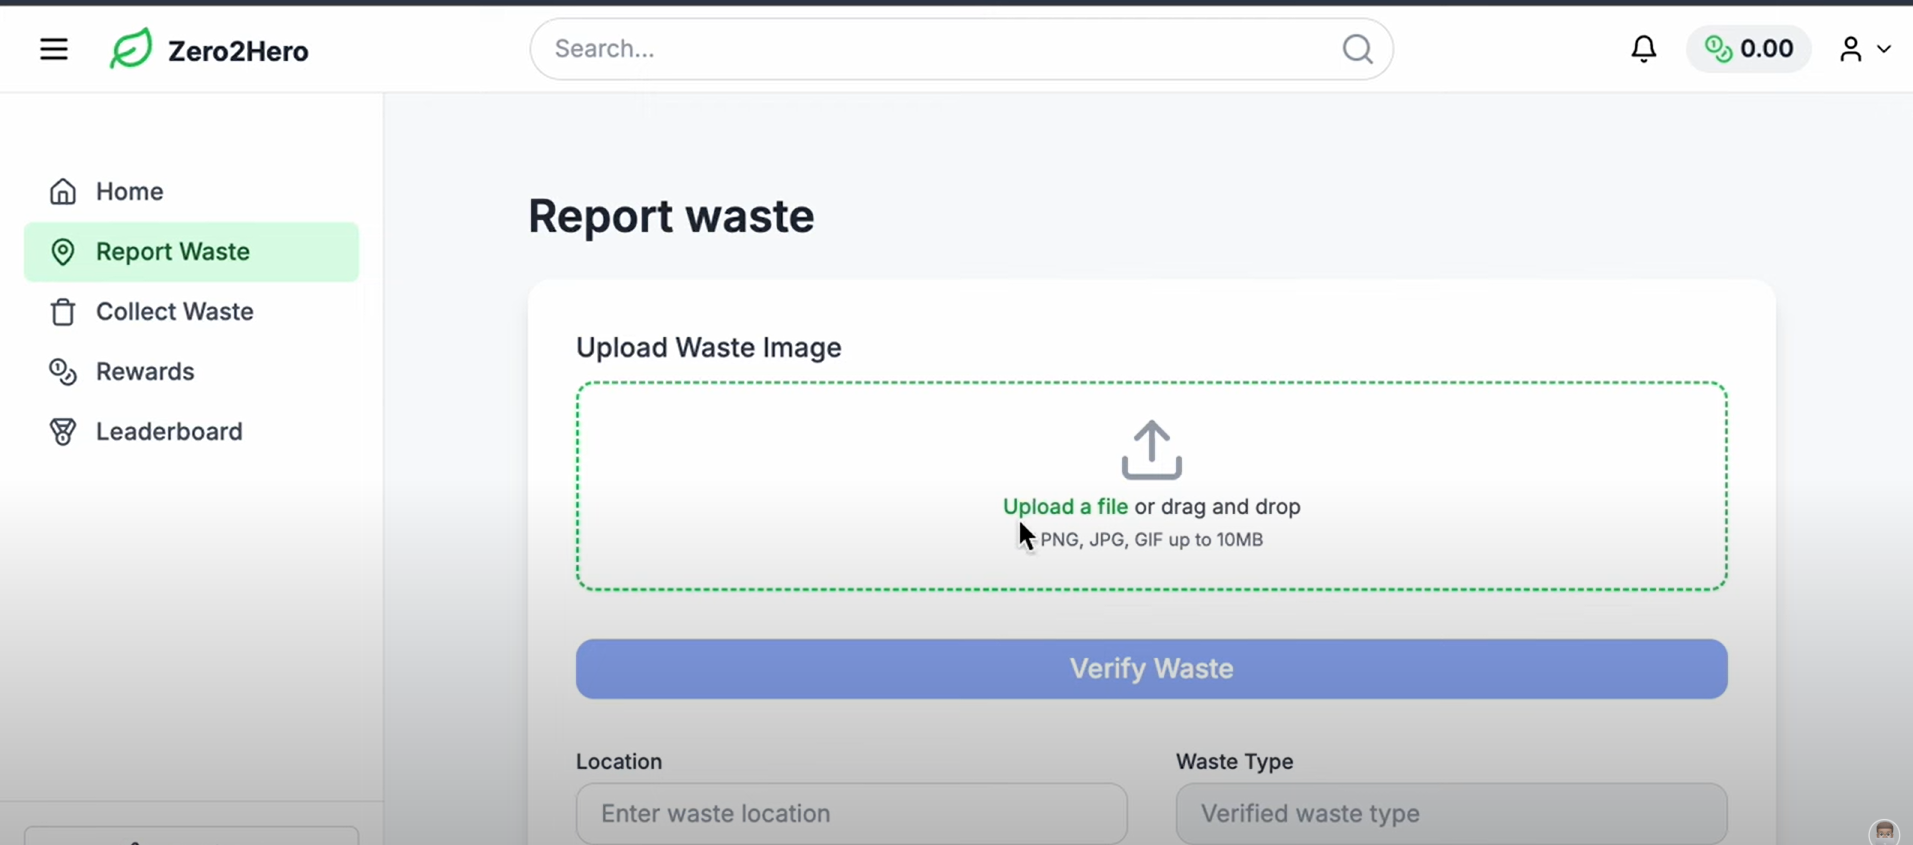 Zero2Hero
Search...
0.00
Home
Report Waste
Collect Waste
Rewards
Leaderboard
Report waste
Upload Waste Image
Upload a file or drag and drop
PNG, JPG, GIF up to 10MB
Verify Waste
Location
Waste Type
Enter waste location
Verified waste type